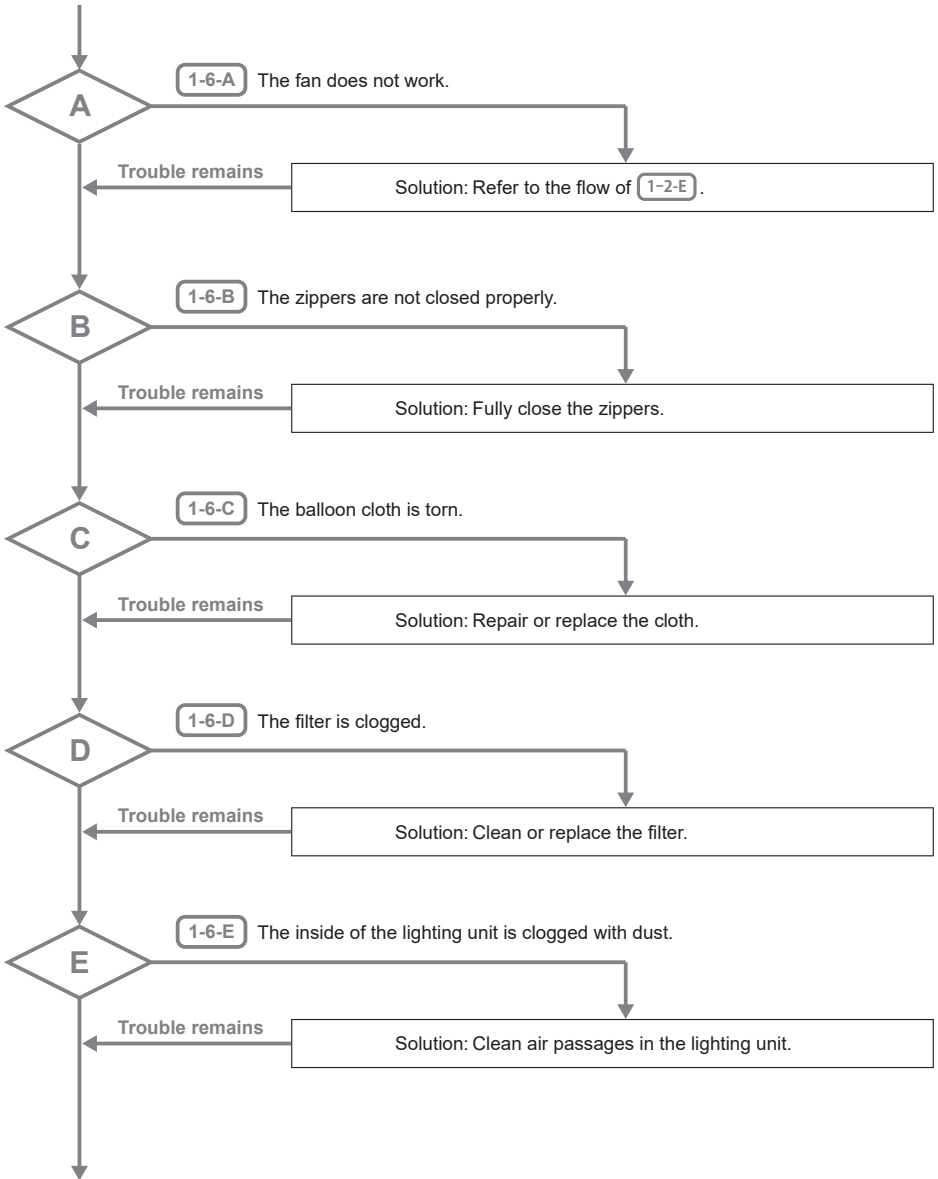 1-6-A The fan does not work.
A
Trouble remains
Solution: Refer to the flow of 1-2-E .
1-6-B The zippers are not closed properly.
B
Trouble remains
Solution: Fully close the zippers.
1-6-C The balloon cloth is torn.
C
Trouble remains
Solution: Repair or replace the cloth.
1-6-D The filter is clogged.
D
Trouble remains
Solution: Clean or replace the filter.
1-6-E The inside of the lighting unit is clogged with dust.
E
Trouble remains
Solution: Clean air passages in the lighting unit.